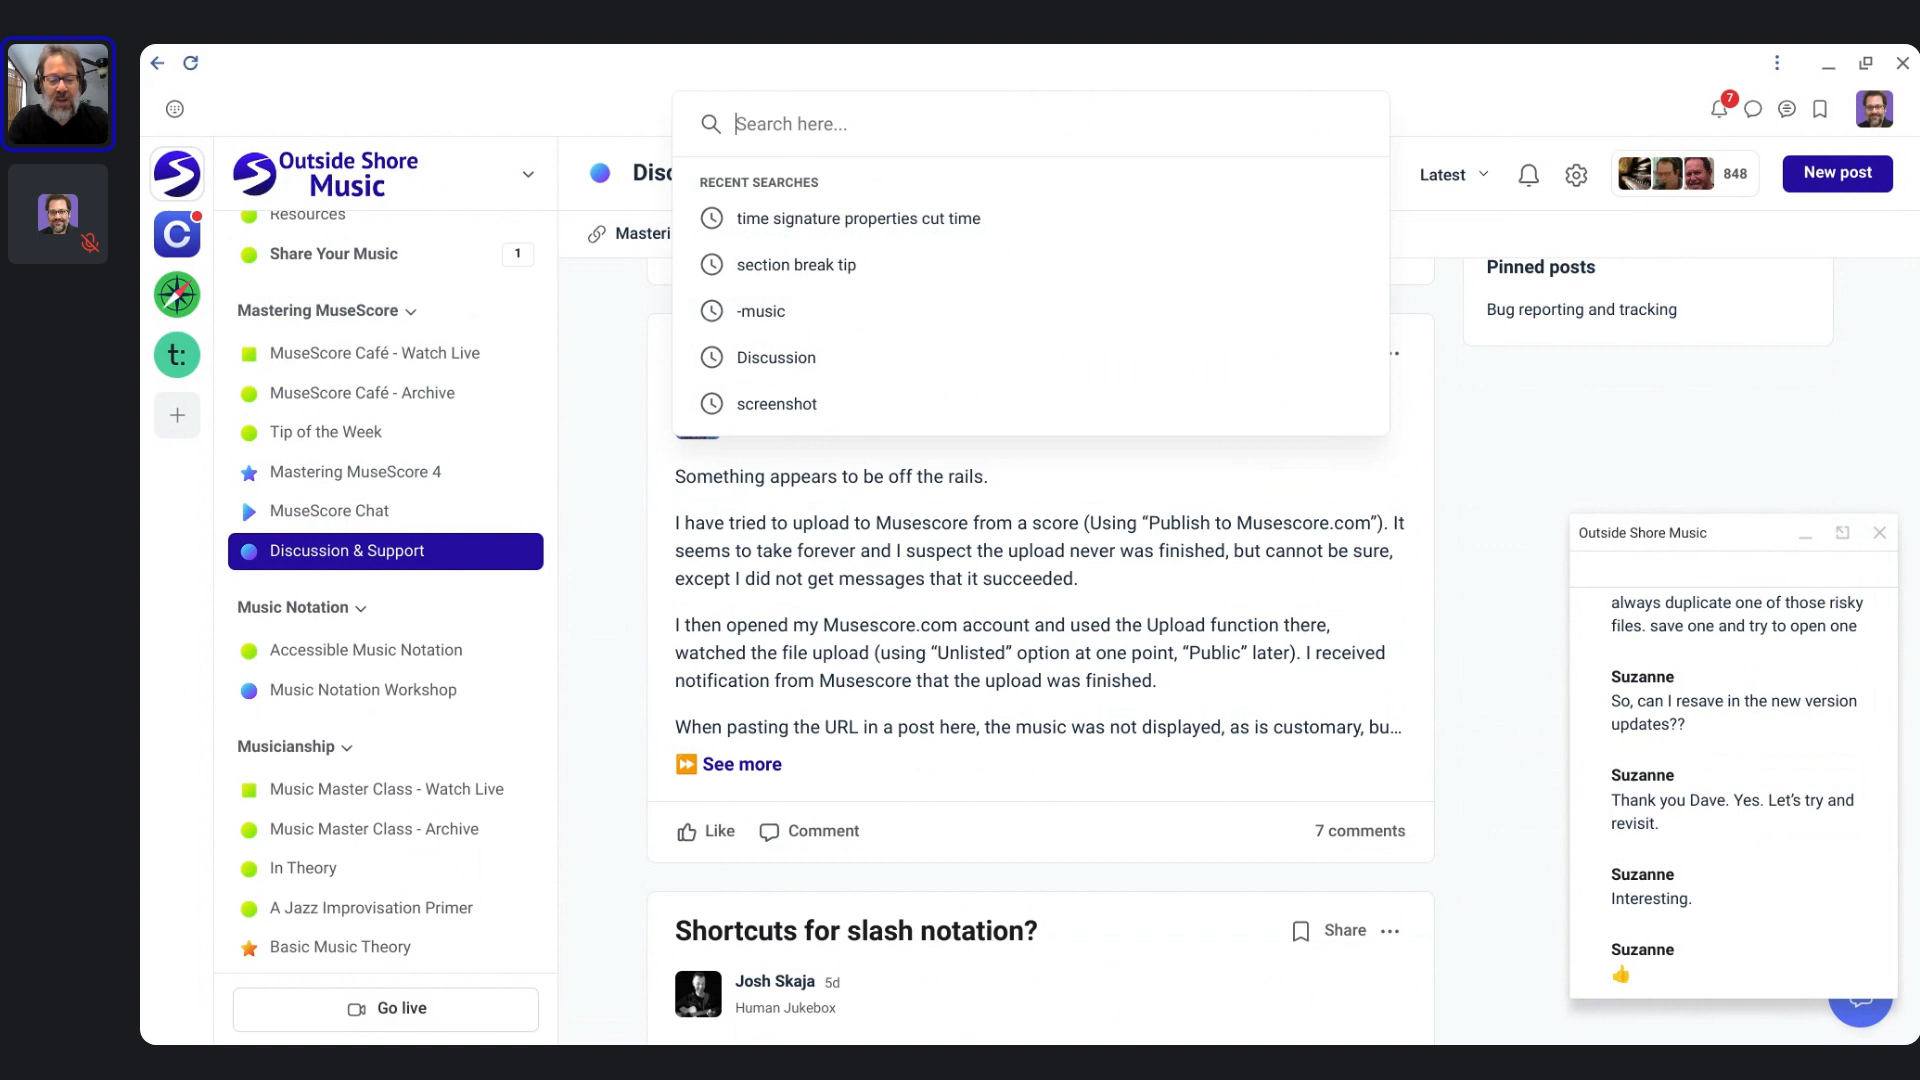 7
Outside Shore
Music
Resources
Share Your Music
1
Mastering MuseScore
MuseScore Café - Watch Live
MuseScore Café - Archive
Tip of the Week
Mastering MuseScore 4
MuseScore Chat
Discussion & Support
Music Notation
Accessible Music Notation
Music Notation Workshop
Musicianship
Music Master Class - Watch Live
Music Master Class - Archive
In Theory
A Jazz Improvisation Primer
Basic Music Theory
Go live
C
t:
Disc
Masteri
Search here...
RECENT SEARCHES
time signature properties cut time
section break tip
-music
Discussion
screenshot
Latest
848
New post
Pinned posts
Bug reporting and tracking
Something appears to be off the rails.
I have tried to upload to Musescore from a score (Using “Publish to Musescore.com”). It
seems to take forever and I suspect the upload never was finished, but cannot be sure,
except I did not get messages that it succeeded.
I then opened my Musescore.com account and used the Upload function there,
watched the file upload (using “Unlisted” option at one point, “Public” later). I received
notification from Musescore that the upload was finished.
When pasting the URL in a post here, the music was not displayed, as is customary, bu...
See more
Like
Comment
7 comments
Shortcuts for slash notation?
Share
Josh Skaja 5d
Human Jukebox
Outside Shore Music
always duplicate one of those risky
files. save one and try to open one
Suzanne
So, can I resave in the new version
updates??
Suzanne
Thank you Dave. Yes. Let’s try and
revisit.
Suzanne
Interesting.
Suzanne